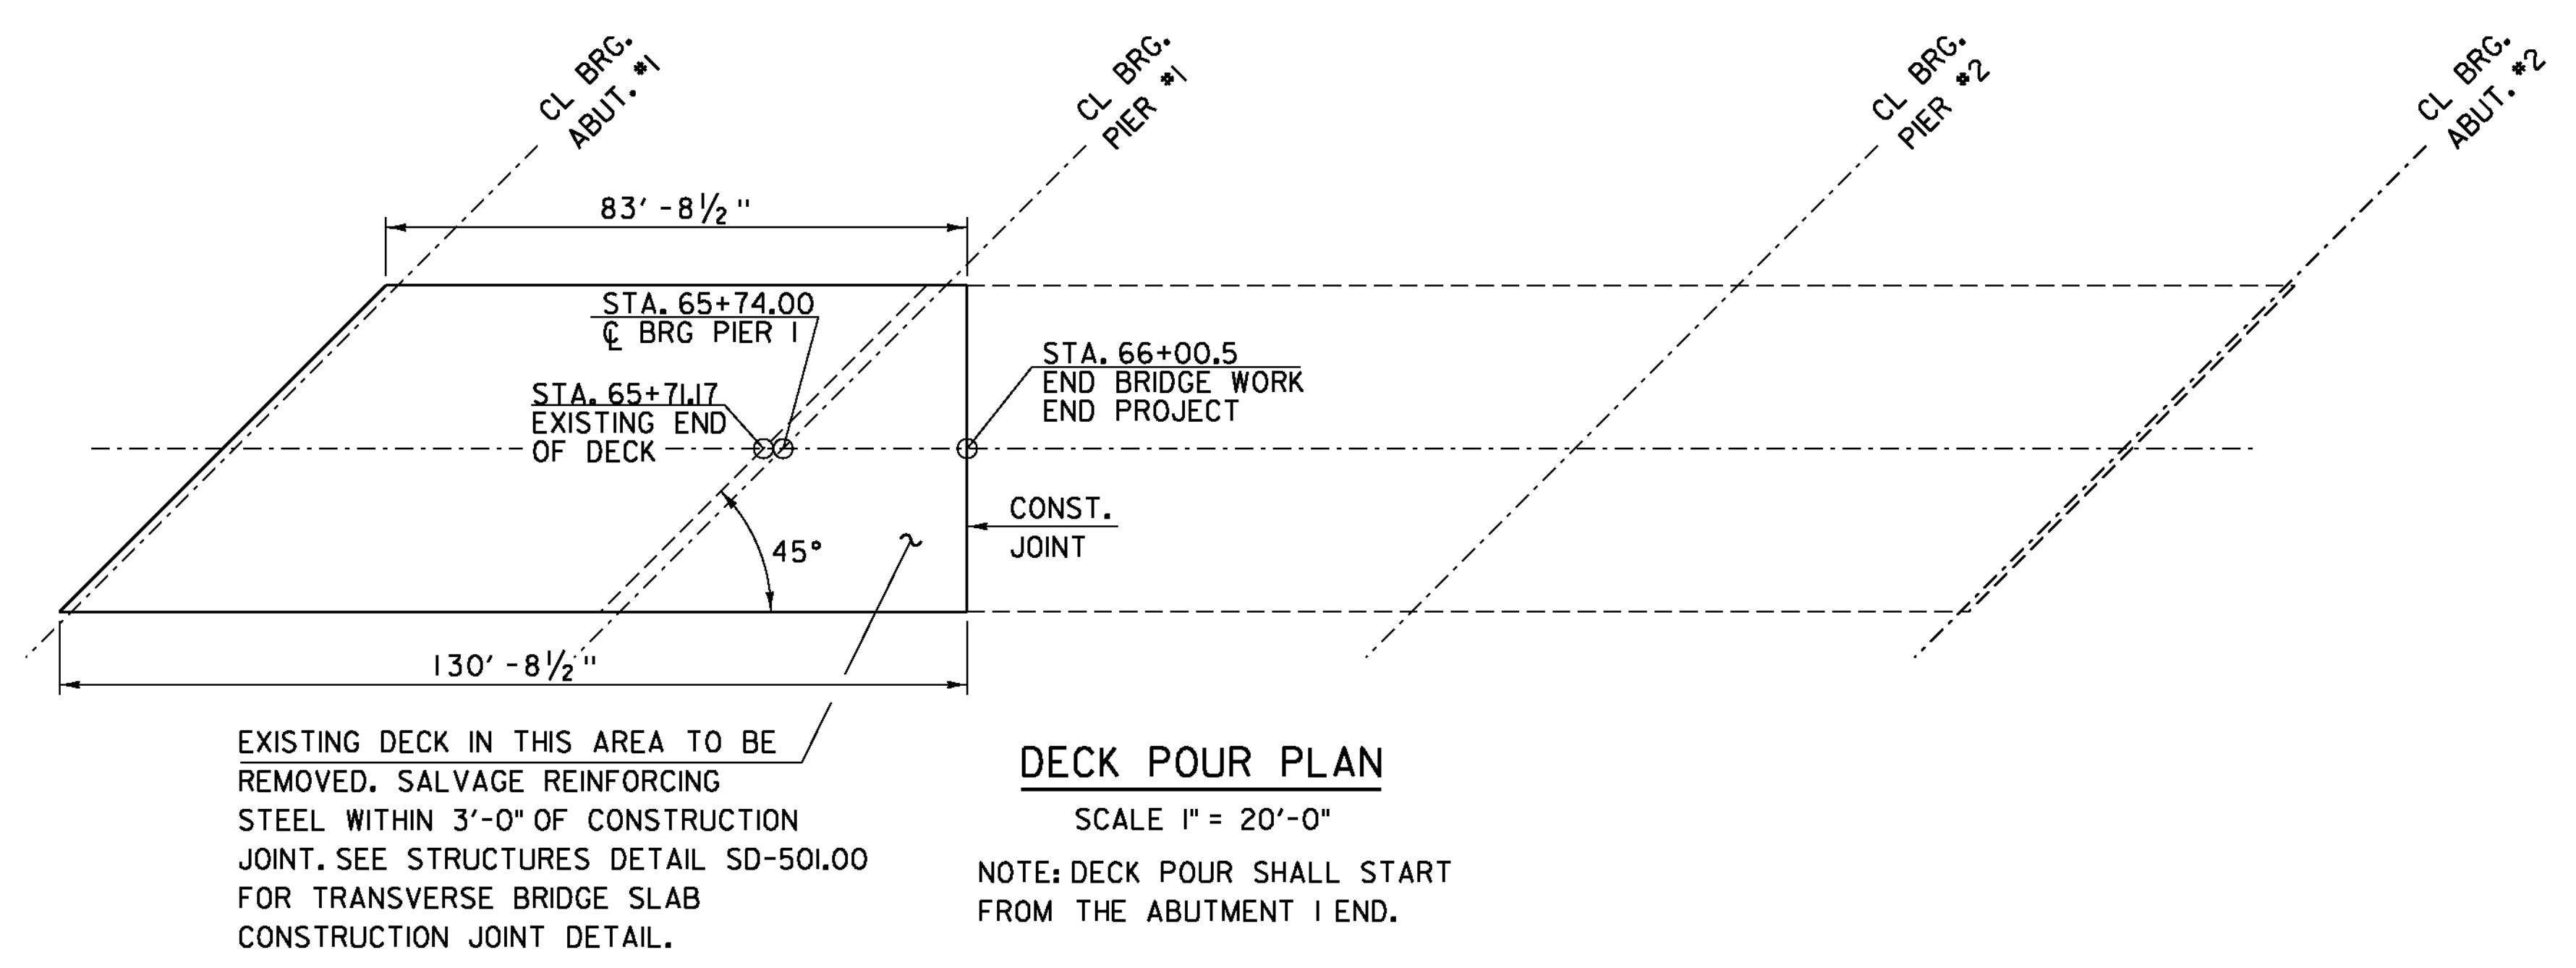 CL BRG.
ABUT. #1
CL BRG.
PIER #1
CL BRG.
PIER #2
CL BRG.
ABUT. #2
83'-8½"
STA. 65+74.00
℄ BRG PIER 1
STA. 66+00.5
END BRIDGE WORK
END PROJECT
STA. 65+71.17
EXISTING END
OF DECK
CONST.
JOINT
45°
130'-8½"
EXISTING DECK IN THIS AREA TO BE
REMOVED. SALVAGE REINFORCING
STEEL WITHIN 3'-0" OF CONSTRUCTION
JOINT. SEE STRUCTURES DETAIL SD-501.00
FOR TRANSVERSE BRIDGE SLAB
CONSTRUCTION JOINT DETAIL.
DECK POUR PLAN
SCALE 1" = 20'-0"
NOTE: DECK POUR SHALL START
FROM THE ABUTMENT 1 END.